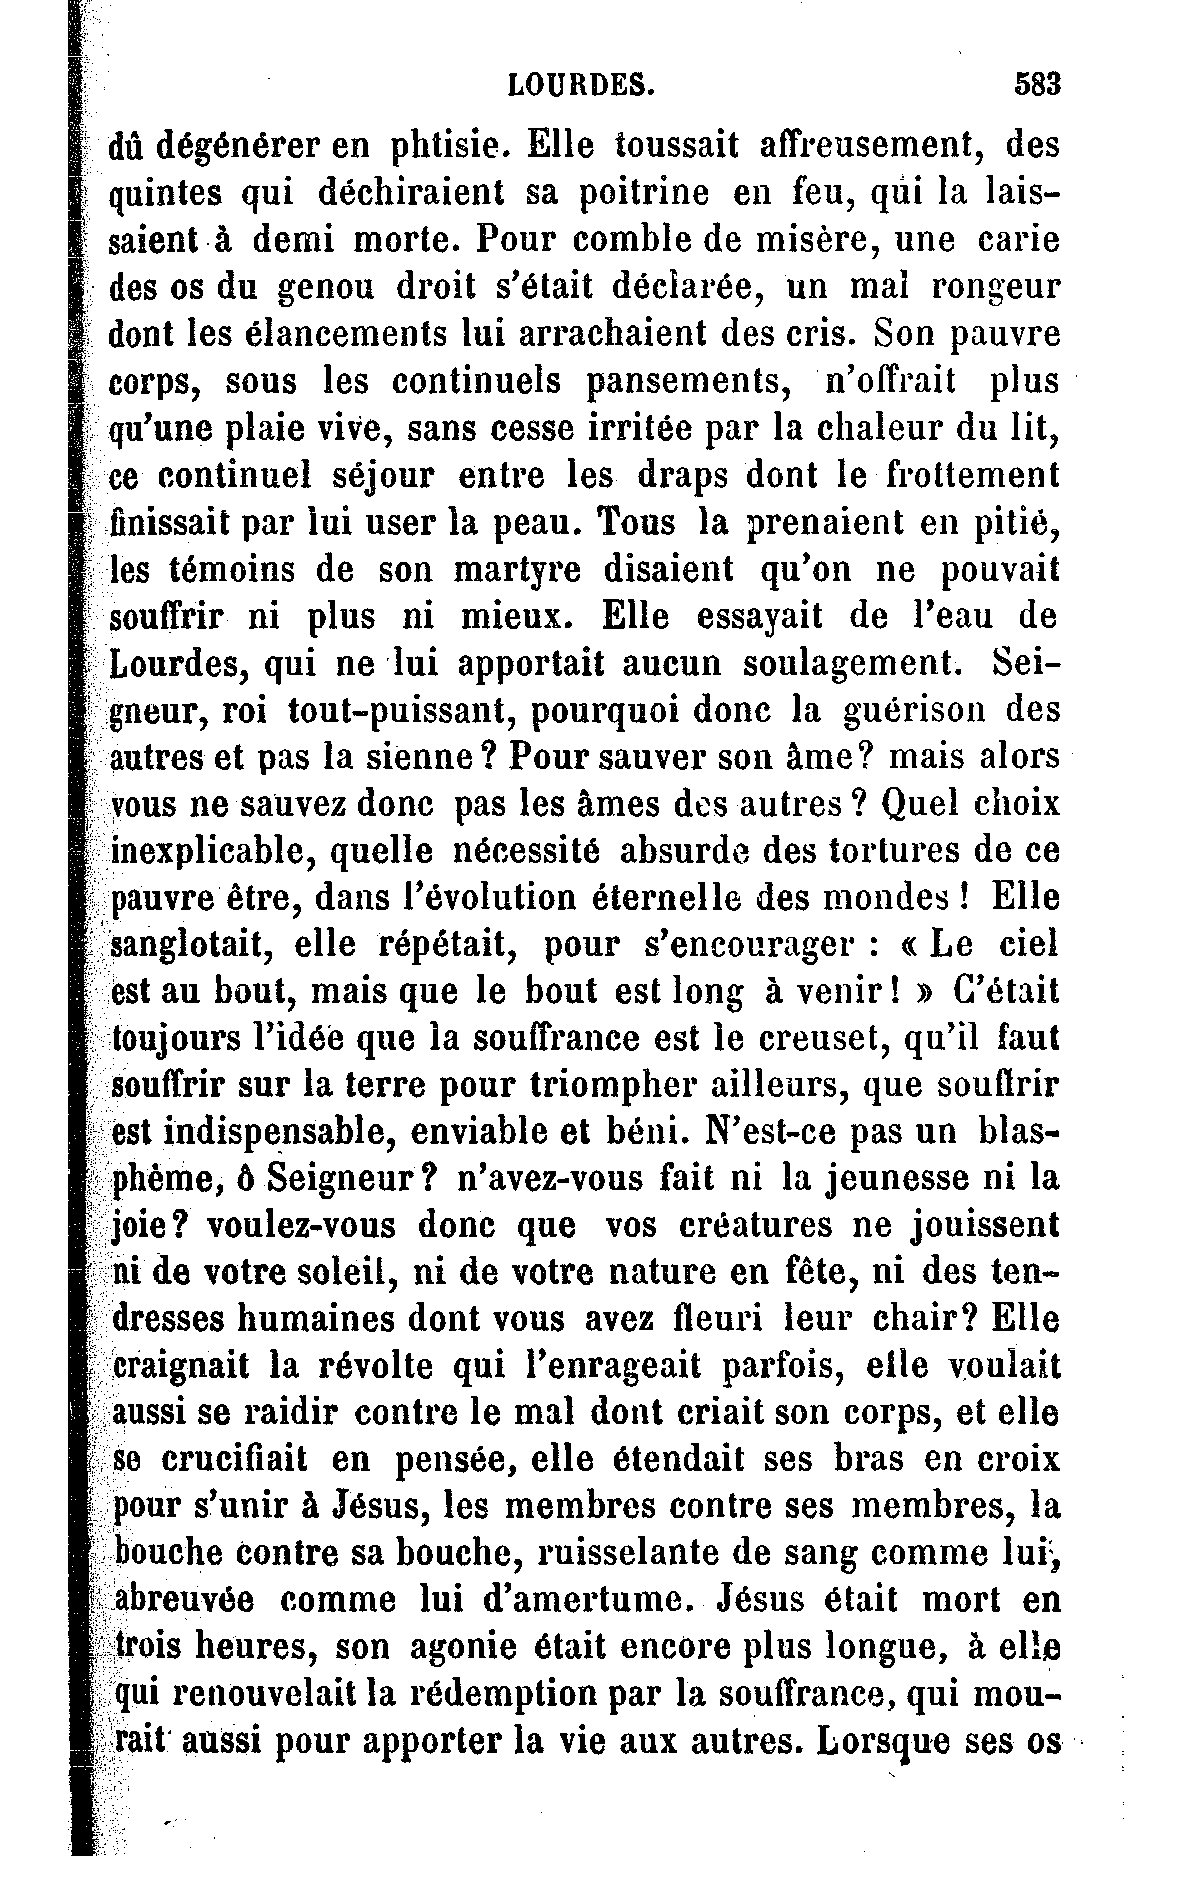 LOURDES. 583
dû dégénérer en phtisie. Elle toussait affreusement, des
quintes qui déchiraient sa poitrine en feu, qui la lais-
saient à demi morte. Pour comble de misère, une carie
des os du genou droit s'était déclarée, un mal rongeur
dont les élancements lui arrachaient des cris. Son pauvre
corps, sous les continuels pansements, n'offrait plus
qu'une plaie vive, sans cesse irritée par la chaleur du lit,
ce continuel séjour entre les draps dont le frottement
finissait par lui user la peau. Tous la prenaient en pitié,
les témoins de son martyre disaient qu'on ne pouvait
souffrir ni plus ni mieux. Elle essayait de l'eau de
Lourdes, qui ne lui apportait aucun soulagement. Sei-
gneur, roi tout-puissant, pourquoi donc la guérison des
autres et pas la sienne ? Pour sauver son âme? mais alors
vous ne sauvez donc pas les âmes des autres ? Quel choix
inexplicable, quelle nécessité absurde des tortures de ce
pauvre être, dans l'évolution éternelle des mondes ! Elle
sanglotait, elle répétait, pour s'encourager : « Le ciel
est au bout, mais que le bout est long à venir! » C'était
toujours l'idée que la souffrance est le creuset, qu'il faut
souffrir sur la terre pour triompher ailleurs, que souffrir
est indispensable, enviable et béni. N'est-ce pas un blas-
phème, ô Seigneur? n'avez-vous fait ni la jeunesse ni la
joie? voulez-vous donc que vos créatures ne jouissent
ni de votre soleil, ni de votre nature en fête, ni des ten-
dresses humaines dont vous avez fleuri leur chair? Elle
craignait la révolte qui l'enrageait parfois, elle voulait
aussi se raidir contre le mal dont criait son corps, et elle
se crucifiait en pensée, elle étendait ses bras en croix
pour s'unir à Jésus, les membres contre ses membres, la
bouche contre sa bouche, ruisselante de sang comme lui,
abreuvée comme lui d'amertume. Jésus était mort en
trois heures, son agonie était encore plus longue, à elle
qui renouvelait la rédemption par la souffrance, qui mou-
rait aussi pour apporter la vie aux autres. Lorsque ses os